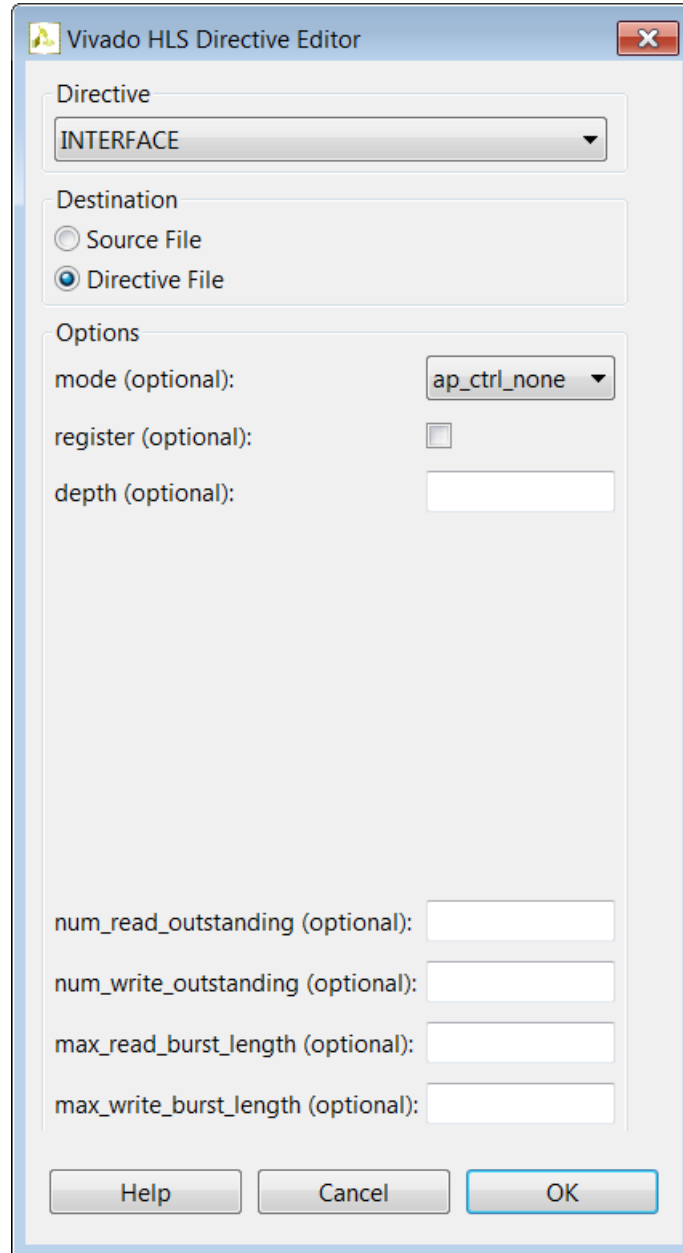 Vivado HLS Directive Editor
Directive
INTERFACE
Destination
Source File
Directive File
Options
mode (optional): ap_ctrl_none
register (optional):
depth (optional):
num_read_outstanding (optional):
num_write_outstanding (optional):
max_read_burst_length (optional):
max_write_burst_length (optional):
Help Cancel OK